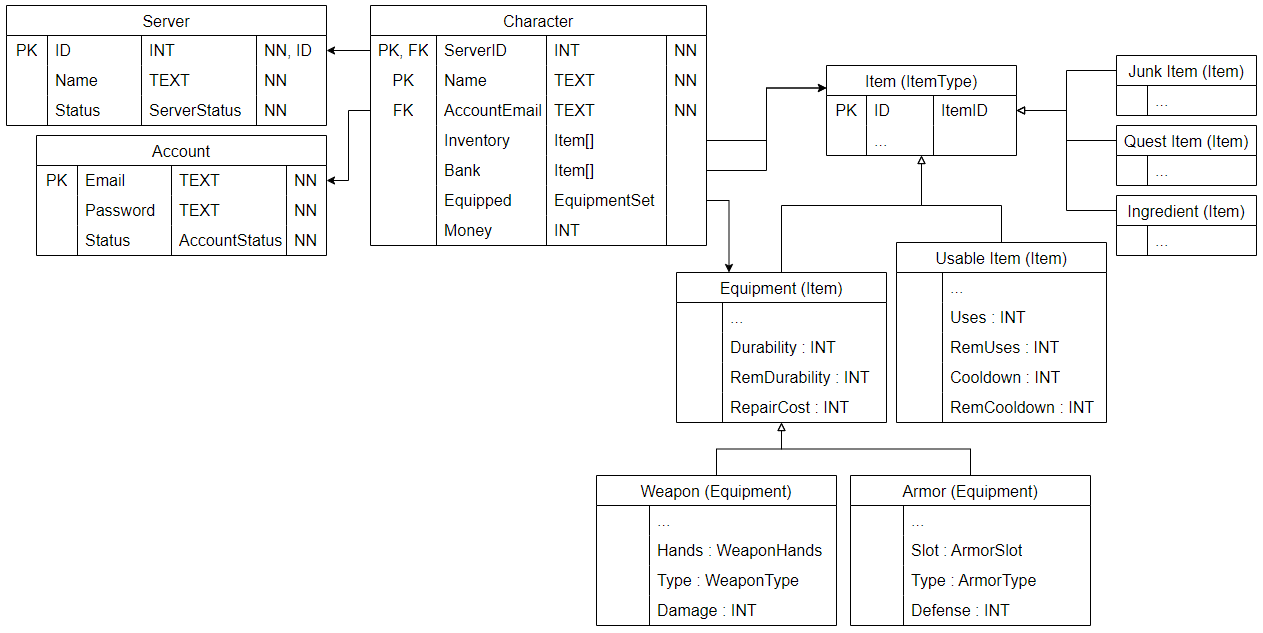 Server
PK ID INT NN, ID
Name TEXT NN
Status ServerStatus NN
Account
PK Email TEXT NN
Password TEXT NN
Status AccountStatus NN
Character
PK, FK ServerID INT NN
PK Name TEXT NN
FK AccountEmail TEXT NN
Inventory Item[]
Bank Item[]
Equipped EquipmentSet
Money INT
Item (ItemType)
PK ID ItemID
...
Junk Item (Item)
...
Quest Item (Item)
...
Ingredient (Item)
...
Equipment (Item)
...
Durability : INT
RemDurability : INT
RepairCost : INT
Usable Item (Item)
...
Uses : INT
RemUses : INT
Cooldown : INT
RemCooldown : INT
Weapon (Equipment)
...
Hands : WeaponHands
Type : WeaponType
Damage : INT
Armor (Equipment)
...
Slot : ArmorSlot
Type : ArmorType
Defense : INT